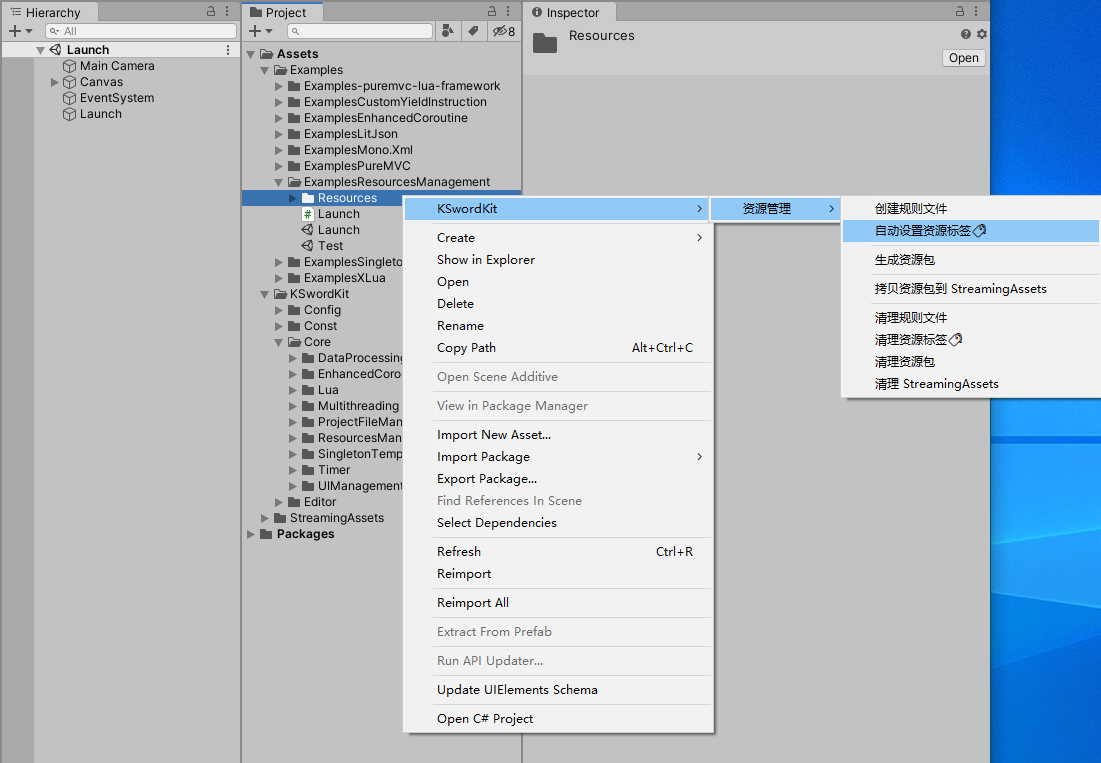 Hierarchy
All
Launch
Main Camera
Canvas
EventSystem
Launch
Project
8
Assets
Examples
Examples-puremvc-lua-framework
ExamplesCustomYieldInstruction
ExamplesEnhancedCoroutine
ExamplesLitJson
ExamplesMono.Xml
ExamplesPureMVC
ExamplesResourcesManagement
Resources
Launch
Launch
Test
ExamplesSingleto
ExamplesXLua
KSwordKit
Config
Const
Core
DataProcessing
EnhancedCoro
Lua
Multithreading
ProjectFileMan
ResourcesMan
SingletonTemp
Timer
UIManagement
Editor
StreamingAssets
Packages
Inspector
Resources
Open
KSwordKit
Create
Show in Explorer
Open
Delete
Rename
Copy Path Alt+Ctrl+C
Open Scene Additive
View in Package Manager
Import New Asset...
Import Package
Export Package...
Find References In Scene
Select Dependencies
Refresh Ctrl+R
Reimport
Reimport All
Extract From Prefab
Run API Updater...
Update UIElements Schema
Open C# Project
资源管理
创建规则文件
自动设置资源标签
生成资源包
拷贝资源包到 StreamingAssets
清理规则文件
清理资源标签
清理资源包
清理 StreamingAssets